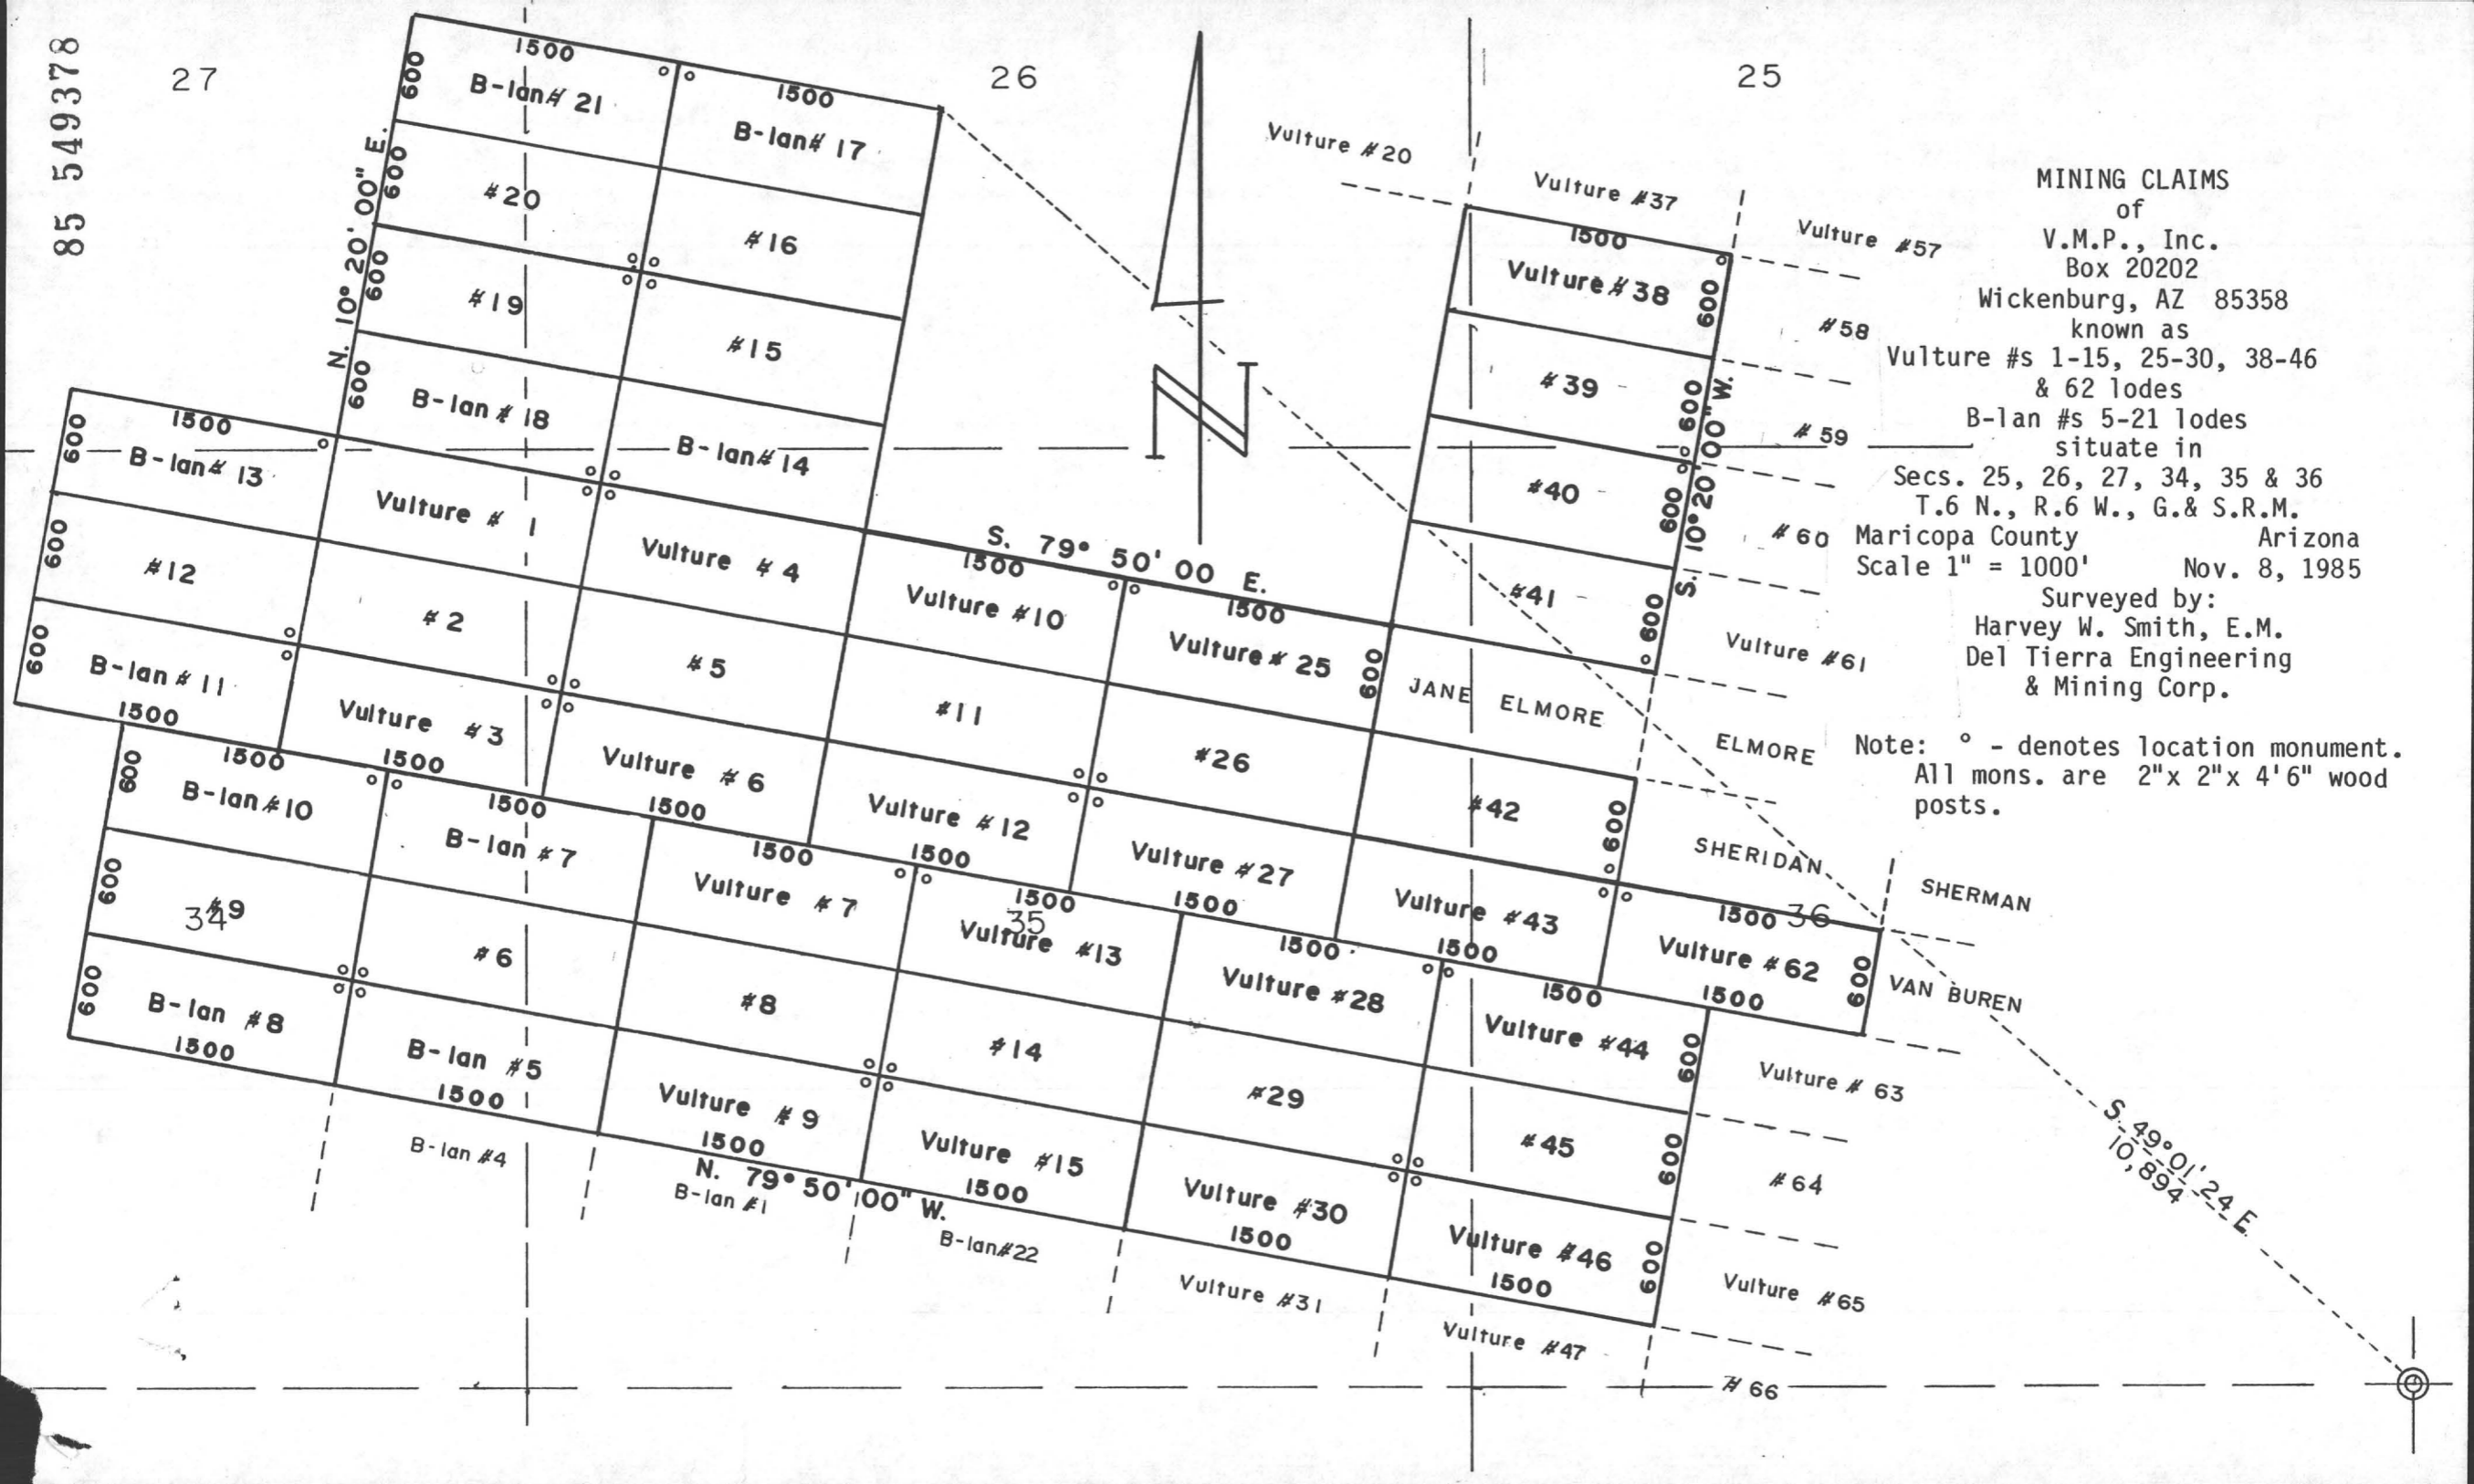 85 549378
27
26
25
1500
600
B-lan# 21
1500
B-lan# 17
600
#20
#16
N. 10° 20' 00" E.
600
#19
#15
600
B-lan # 18
B-lan# 14
1500
600
B-lan# 13
600
#12
600
B-lan # 11
1500
Vulture # 1
#2
Vulture #3
1500
Vulture #4
#5
Vulture #6
1500
S. 79° 50' 00 E.
1500
Vulture #10
#11
Vulture #12
1500
1500
Vulture # 25
600
#26
Vulture #27
1500
Vulture #20
Vulture #37
1500
Vulture # 38
600
#39
600
#40
600
#41
600
S. 10° 20' 00" W.
Vulture #57
#58
# 59
# 60
Vulture #61
JANE ELMORE
ELMORE
#42
600
SHERIDAN
SHERMAN
Vulture #43
1500
1500
36
Vulture #62
600
1500
VAN BUREN
1500
600
B-lan #10
600
#9
34
600
B-lan #8
1500
1500
B-lan #7
#6
B-lan #5
1500
1500
Vulture #7
#8
Vulture #9
1500
1500
35
Vulture #13
#14
Vulture #15
1500
1500
Vulture #28
#29
Vulture #30
1500
1500
Vulture #44
600
#45
600
Vulture #46
600
1500
Vulture # 63
#64
Vulture #65
# 66
N. 79° 50' 00" W.
B-lan #4
B-lan #1
B-lan#22
Vulture #31
Vulture #47
S. 49° 01' 24 E
10,894
N
MINING CLAIMS
of
V.M.P., Inc.
Box 20202
Wickenburg, AZ 85358
known as
Vulture #s 1-15, 25-30, 38-46
& 62 lodes
B-lan #s 5-21 lodes
situate in
Secs. 25, 26, 27, 34, 35 & 36
T.6 N., R.6 W., G.& S.R.M.
Maricopa County Arizona
Scale 1" = 1000' Nov. 8, 1985
Surveyed by:
Harvey W. Smith, E.M.
Del Tierra Engineering
& Mining Corp.
Note: ° - denotes location monument.
All mons. are 2"x 2"x 4'6" wood
posts.